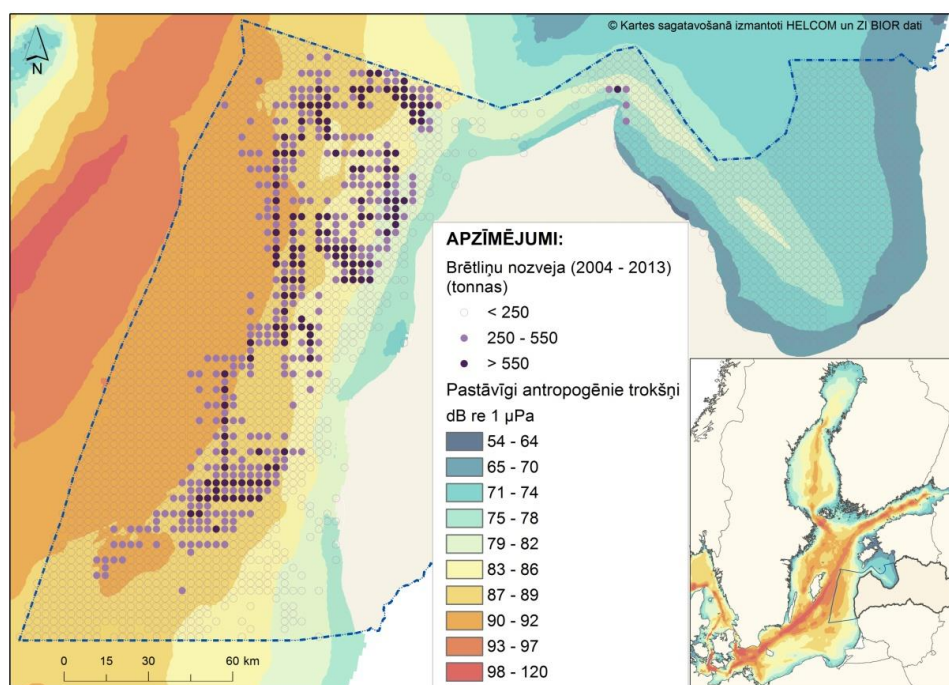 © Kartes sagatavošanā izmantoti HELCOM un ZI BIOR dati
N
APZĪMĒJUMI:
Brētliņu nozveja (2004 - 2013)
(tonnas)
< 250
250 - 550
> 550
Pastāvīgi antropogēnie trokšņi
dB re 1 µPa
54 - 64
65 - 70
71 - 74
75 - 78
79 - 82
83 - 86
87 - 89
90 - 92
93 - 97
98 - 120
0 15 30 60 km